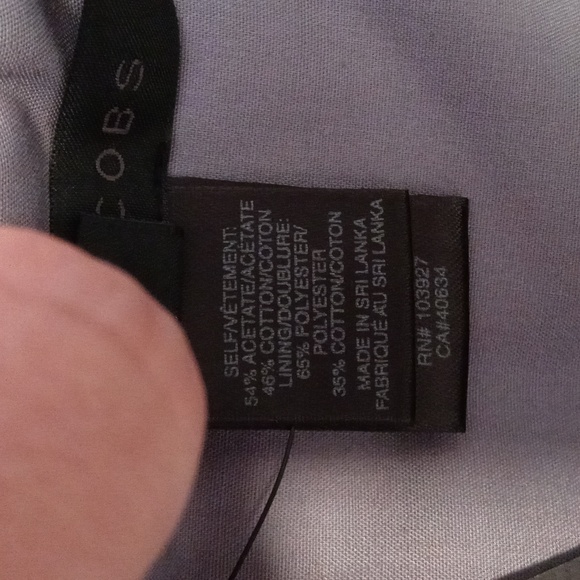 COBS
SELF/VÊTEMENT:
54% ACETATE/ACÉTATE
46% COTTON/COTON
LINING/DOUBLURE:
65% POLYESTER/
POLYESTER
35% COTTON/COTON
MADE IN SRI LANKA
FABRIQUÉ AU SRI LANKA
RN# 103927
CA#40634